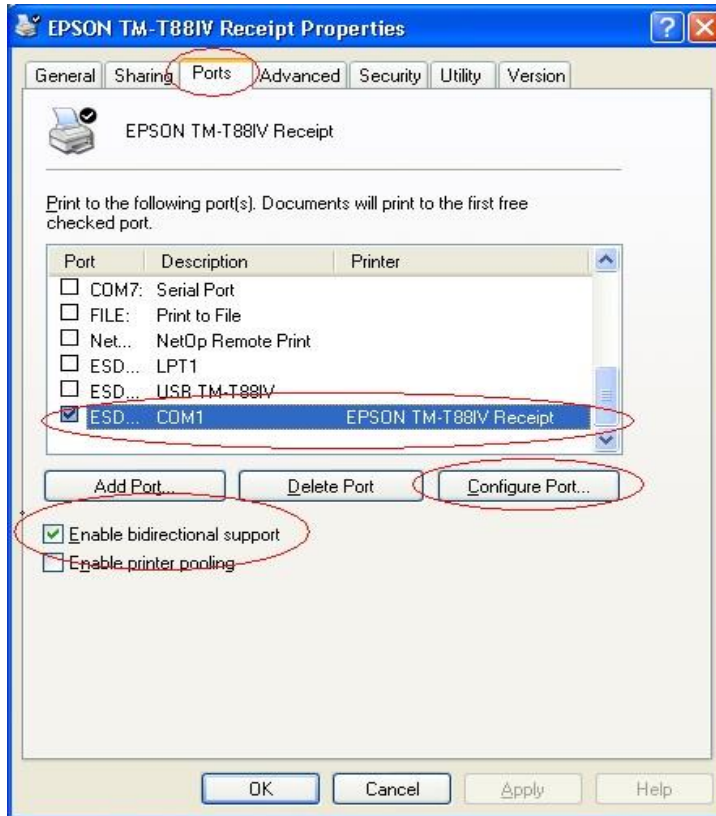 EPSON TM-T88IV Receipt Properties
General Sharing Ports Advanced Security Utility Version
EPSON TM-T88IV Receipt
Print to the following port(s). Documents will print to the first free
checked port.
Port Description Printer
COM7: Serial Port
FILE: Print to File
Net... NetOp Remote Print
ESD... LPT1
ESD... USB TM-T88IV
ESD... COM1 EPSON TM-T88IV Receipt
Add Port... Delete Port Configure Port...
Enable bidirectional support
Enable printer pooling
OK Cancel Apply Help